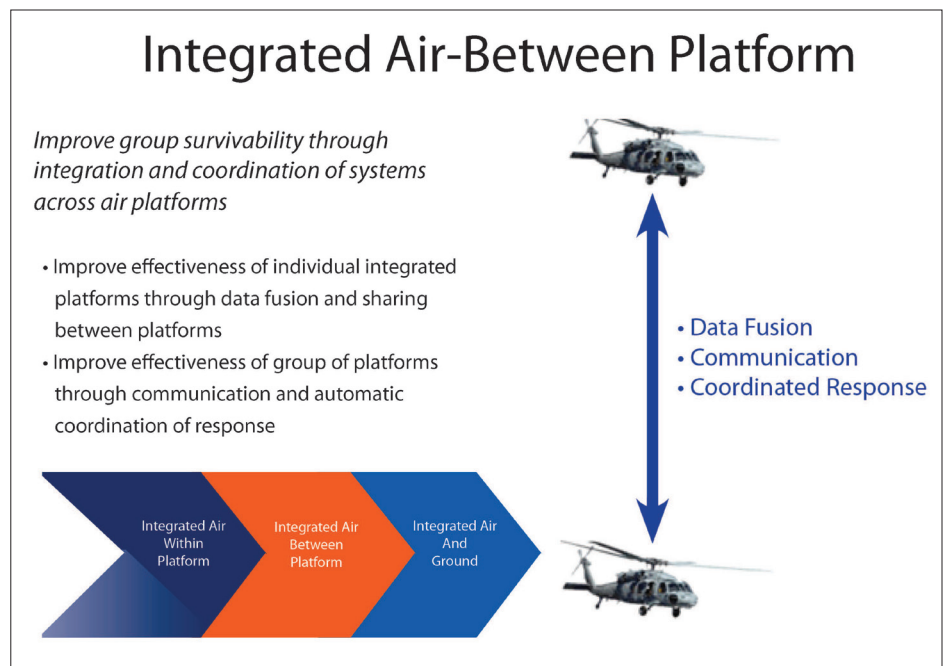 Integrated Air-Between Platform
Improve group survivability through
integration and coordination of systems
across air platforms
• Improve effectiveness of individual integrated
platforms through data fusion and sharing
between platforms
• Improve effectiveness of group of platforms
through communication and automatic
coordination of response
• Data Fusion
• Communication
• Coordinated Response
Integrated Air
Within
Platform
Integrated Air
Between
Platform
Integrated Air
And
Ground